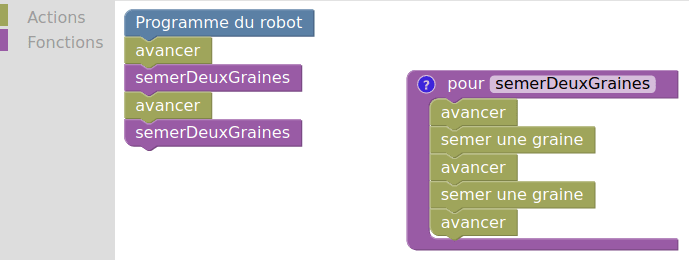 Actions
Fonctions
Programme du robot
avancer
semerDeuxGraines
avancer
semerDeuxGraines
? pour semerDeuxGraines
avancer
semer une graine
avancer
semer une graine
avancer